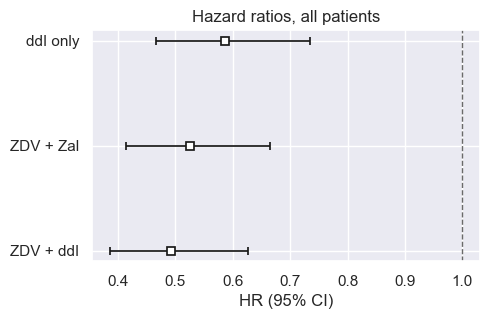 Hazard ratios, all patients
ddI only
ZDV + Zal
ZDV + ddI
0.4 0.5 0.6 0.7 0.8 0.9 1.0
HR (95% CI)